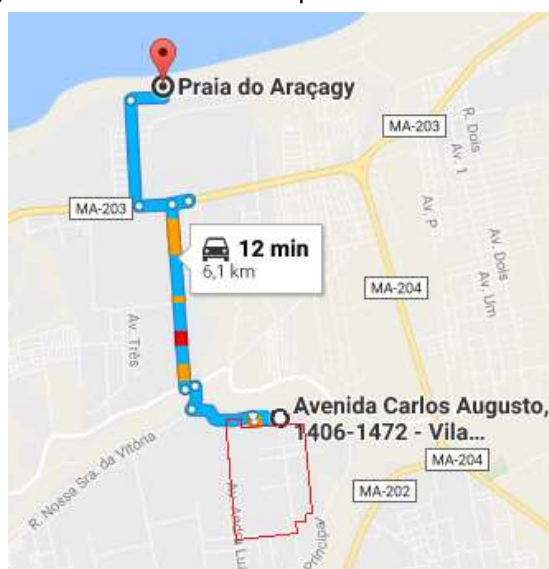 Praia do Araçagy
MA-203
R. Dois
Av. 1
MA-203
Av. P
12 min
6,1 km
Av. Dois
Av. Um
MA-204
Av. Três
Avenida Carlos Augusto,
1406-1472 - Vila...
R. Nossa Sra. da Vitória
MA-204
MA-202
Principal